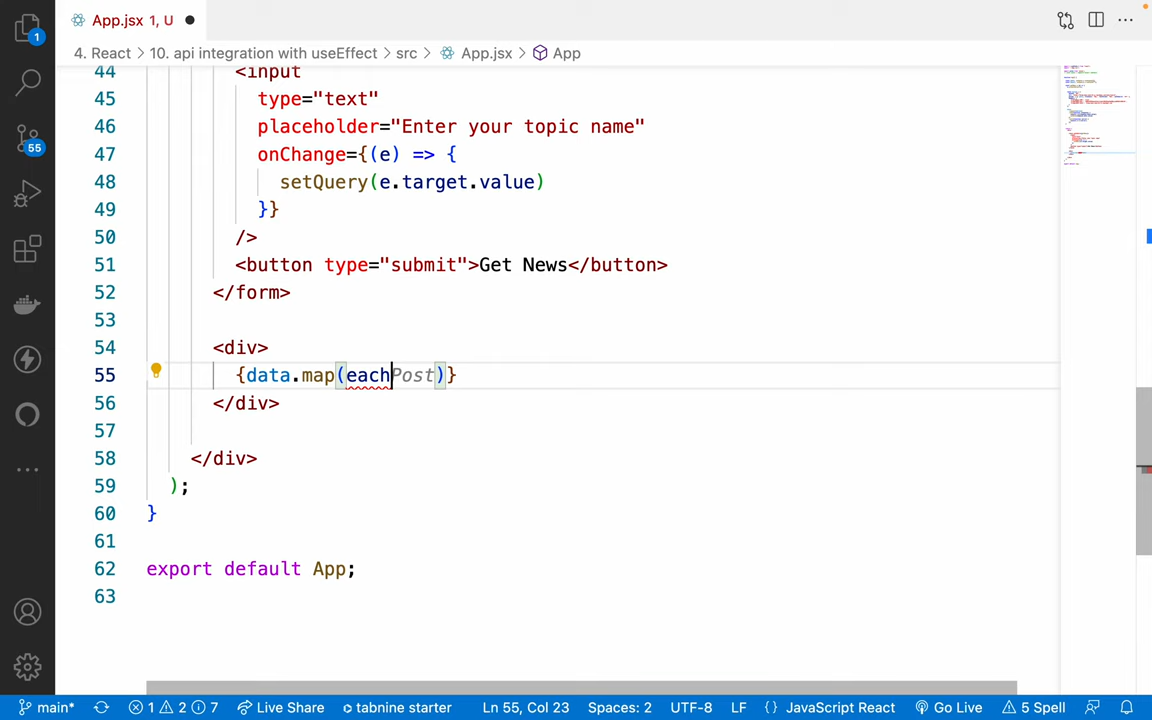 App.jsx 1, U
4. React > 10. api integration with useEffect > src > App.jsx > App
44 <input
45 type="text"
46 placeholder="Enter your topic name"
47 onChange={(e) => {
48 setQuery(e.target.value)
49 }}
50 />
51 <button type="submit">Get News</button>
52 </form>
53
54 <div>
55 {data.map(eachPost)}
56 </div>
57
58 </div>
59 );
60 }
61
62 export default App;
63
1
55
main* 1 2 7 Live Share tabnine starter Ln 55, Col 23 Spaces: 2 UTF-8 LF {} JavaScript React Go Live 5 Spell